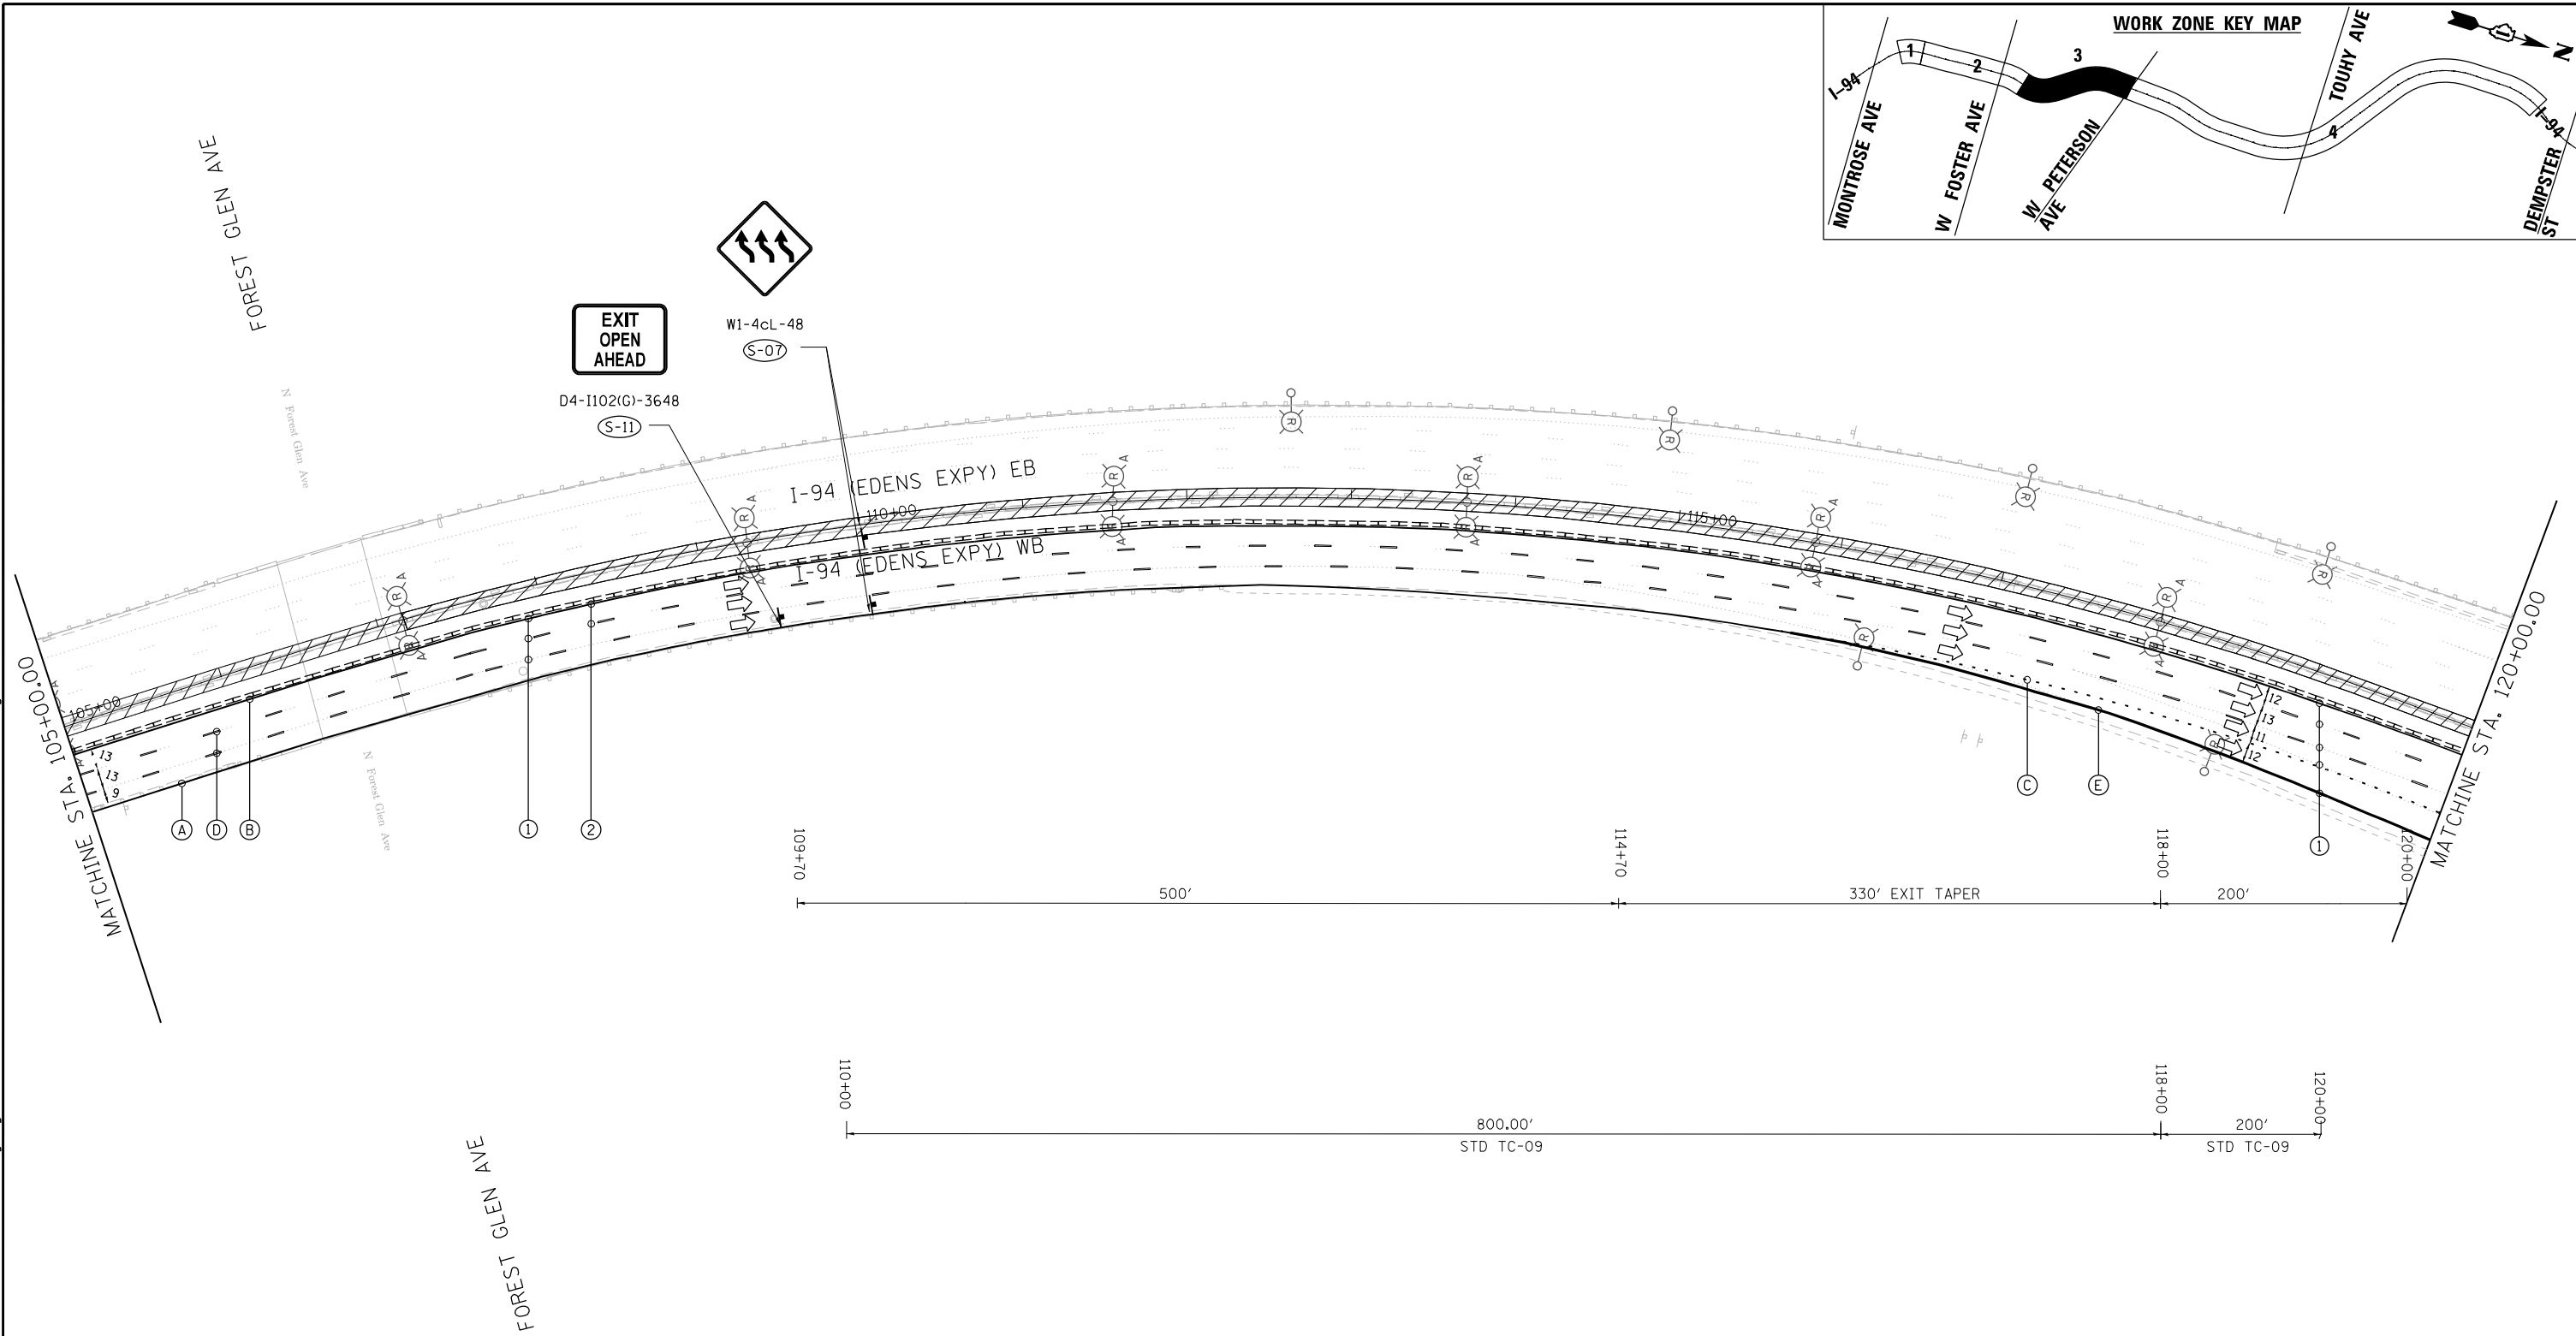 WORK ZONE KEY MAP
I-94
1
2
3
4
I-94
N
MONTROSE AVE
W FOSTER AVE
W PETERSON
AVE
TOUHY AVE
DEMPSTER
ST
FOREST GLEN AVE
N Forest Glen Ave
EXIT
OPEN
AHEAD
D4-I102(G)-3648
S-11
W1-4cL-48
S-07
I-94 (EDENS EXPY) EB
I-94 (EDENS EXPY) WB
105+00
110+00
115+00
R
R
R
R
R
R A
R A
R A
R A
R A
R A
R
R
MATCHINE STA. 105+00.00
MATCHINE STA. 120+00.00
13
13
9
12
13
11
12
A
D
B
1
2
C
E
1
N Forest Glen Ave
109+70
114+70
118+00
120+00
500'
330' EXIT TAPER
200'
110+00
118+00
120+00
800.00'
STD TC-09
200'
STD TC-09
FOREST GLEN AVE